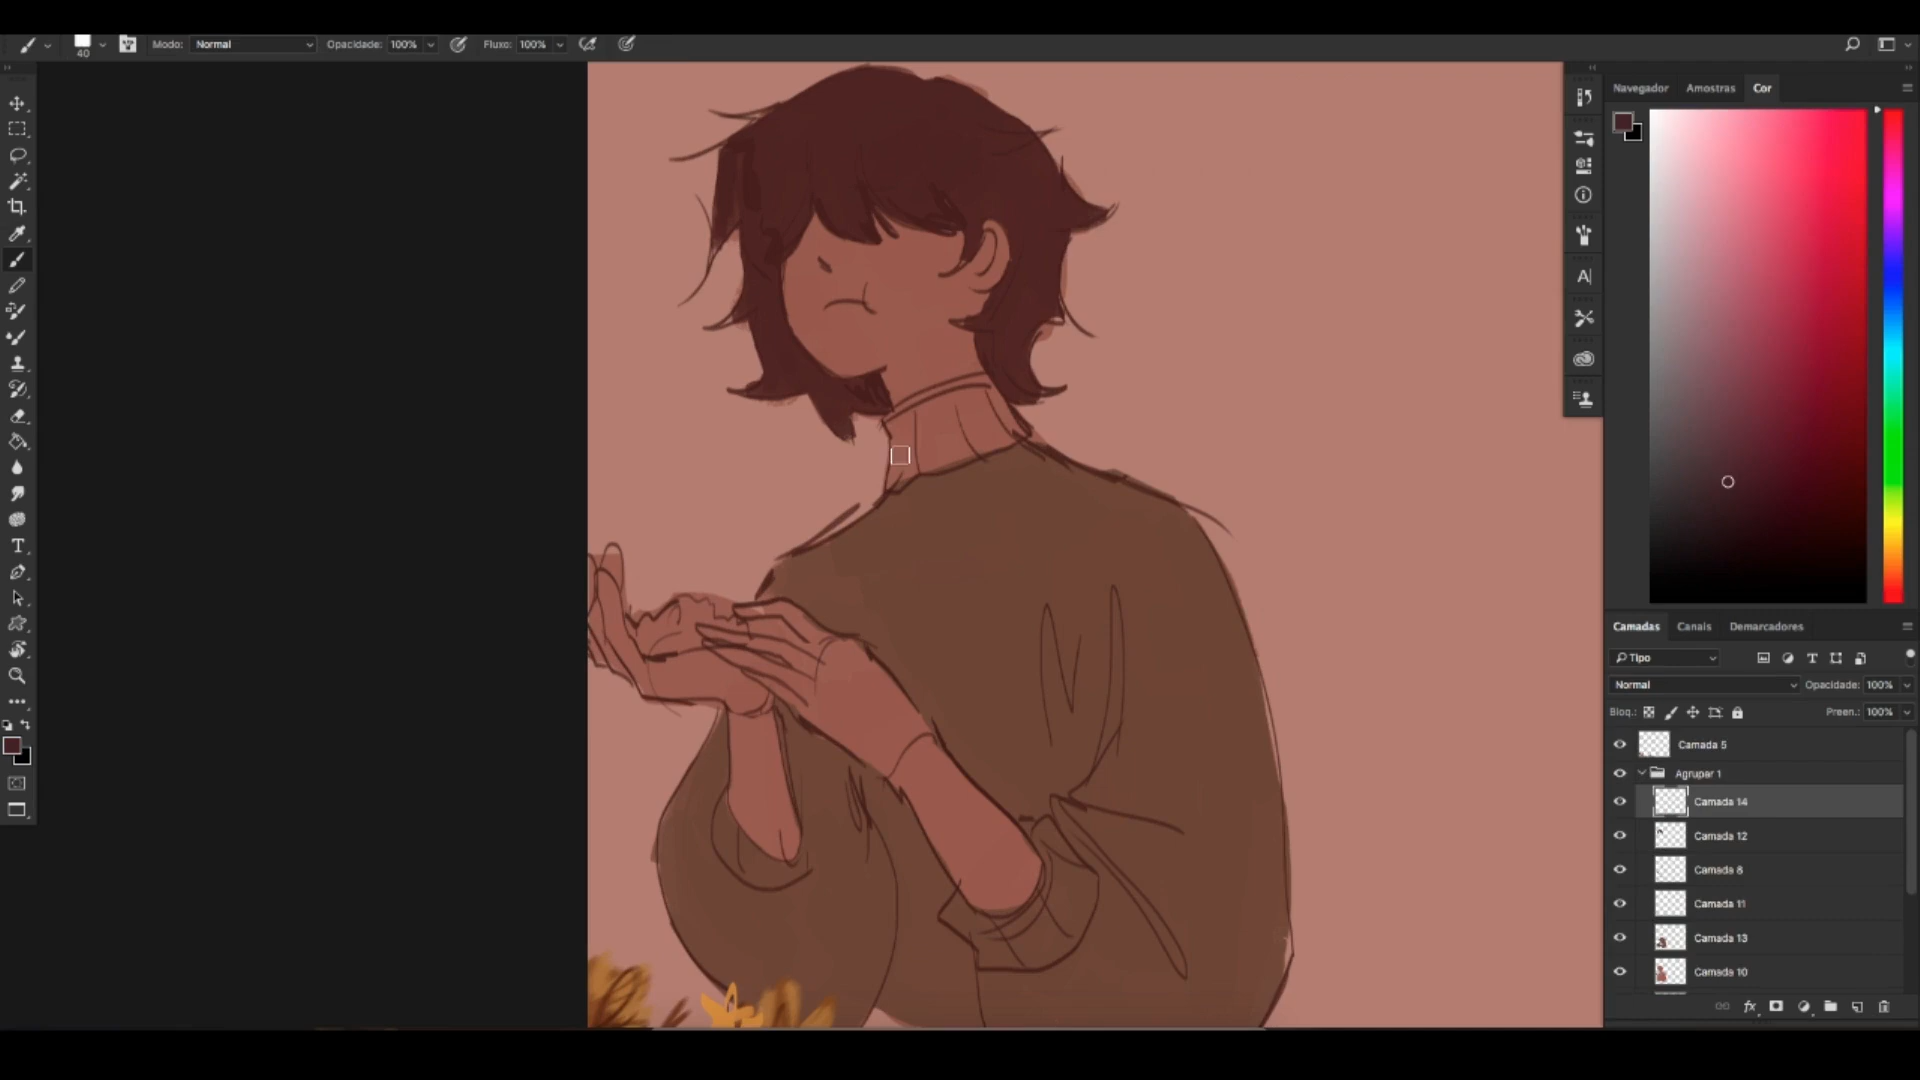 Modo: Normal Opacidade: 100% Fluxo: 100%
40
Navegador Amostras Cor
Camadas Canais Demarcadores
Tipo
Normal Opacidade: 100%
Bloq.: Preen.: 100%
Camada 5
Agrupar 1
Camada 14
Camada 12
Camada 8
Camada 11
Camada 13
Camada 10